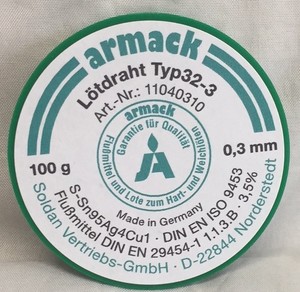 armack
Lötdraht Typ32-3
Art.-Nr.: 11040310
armack
Garantie für Qualität
Flußmittel und Lote zum Hart- und Weichlöten
100 g
0,3 mm
Made in Germany
S-Sn95Ag4Cu1 · DIN EN ISO 9453
Flußmittel DIN EN 29454-1 1.1.3.B · 3,5%
Soldan Vertriebs-GmbH · D-22844 Norderstedt